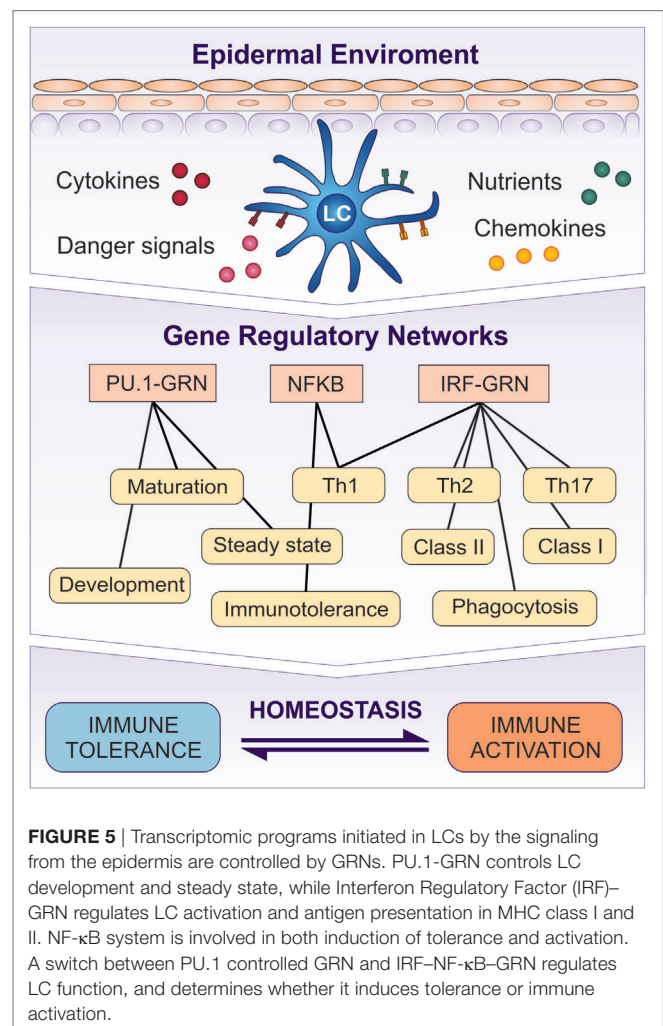 Epidermal Enviroment
Cytokines
Nutrients
LC
Danger signals
Chemokines
Gene Regulatory Networks
PU.1-GRN
NFKB
IRF-GRN
Maturation
Th1
Th2
Th17
Steady state
Class II
Class I
Development
Immunotolerance
Phagocytosis
IMMUNE
TOLERANCE
HOMEOSTASIS
IMMUNE
ACTIVATION
FIGURE 5 | Transcriptomic programs initiated in LCs by the signaling
from the epidermis are controlled by GRNs. PU.1-GRN controls LC
development and steady state, while Interferon Regulatory Factor (IRF)–
GRN regulates LC activation and antigen presentation in MHC class I and
II. NF-κB system is involved in both induction of tolerance and activation.
A switch between PU.1 controlled GRN and IRF–NF-κB–GRN regulates
LC function, and determines whether it induces tolerance or immune
activation.